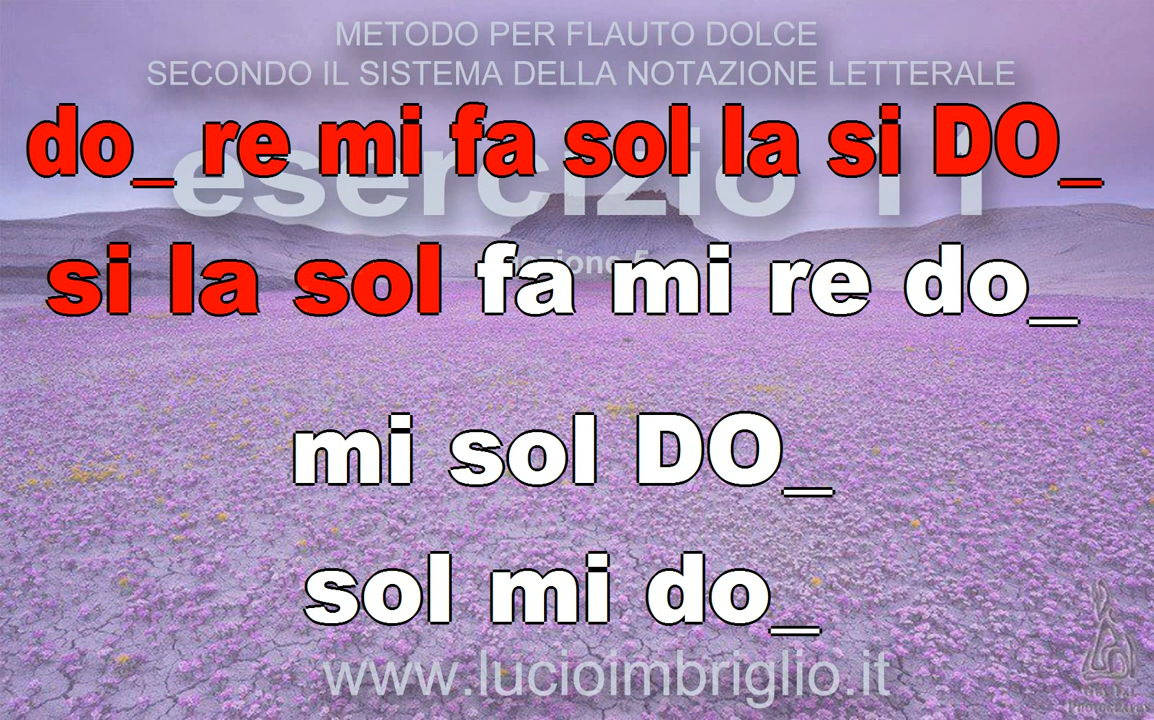 METODO PER FLAUTO DOLCE
SECONDO IL SISTEMA DELLA NOTAZIONE LETTERALE
do_ re mi fa sol la si DO_
esercizio 11
si la sol fa mi re do_
mi sol DO_
sol mi do_
www.lucioimbriglio.it